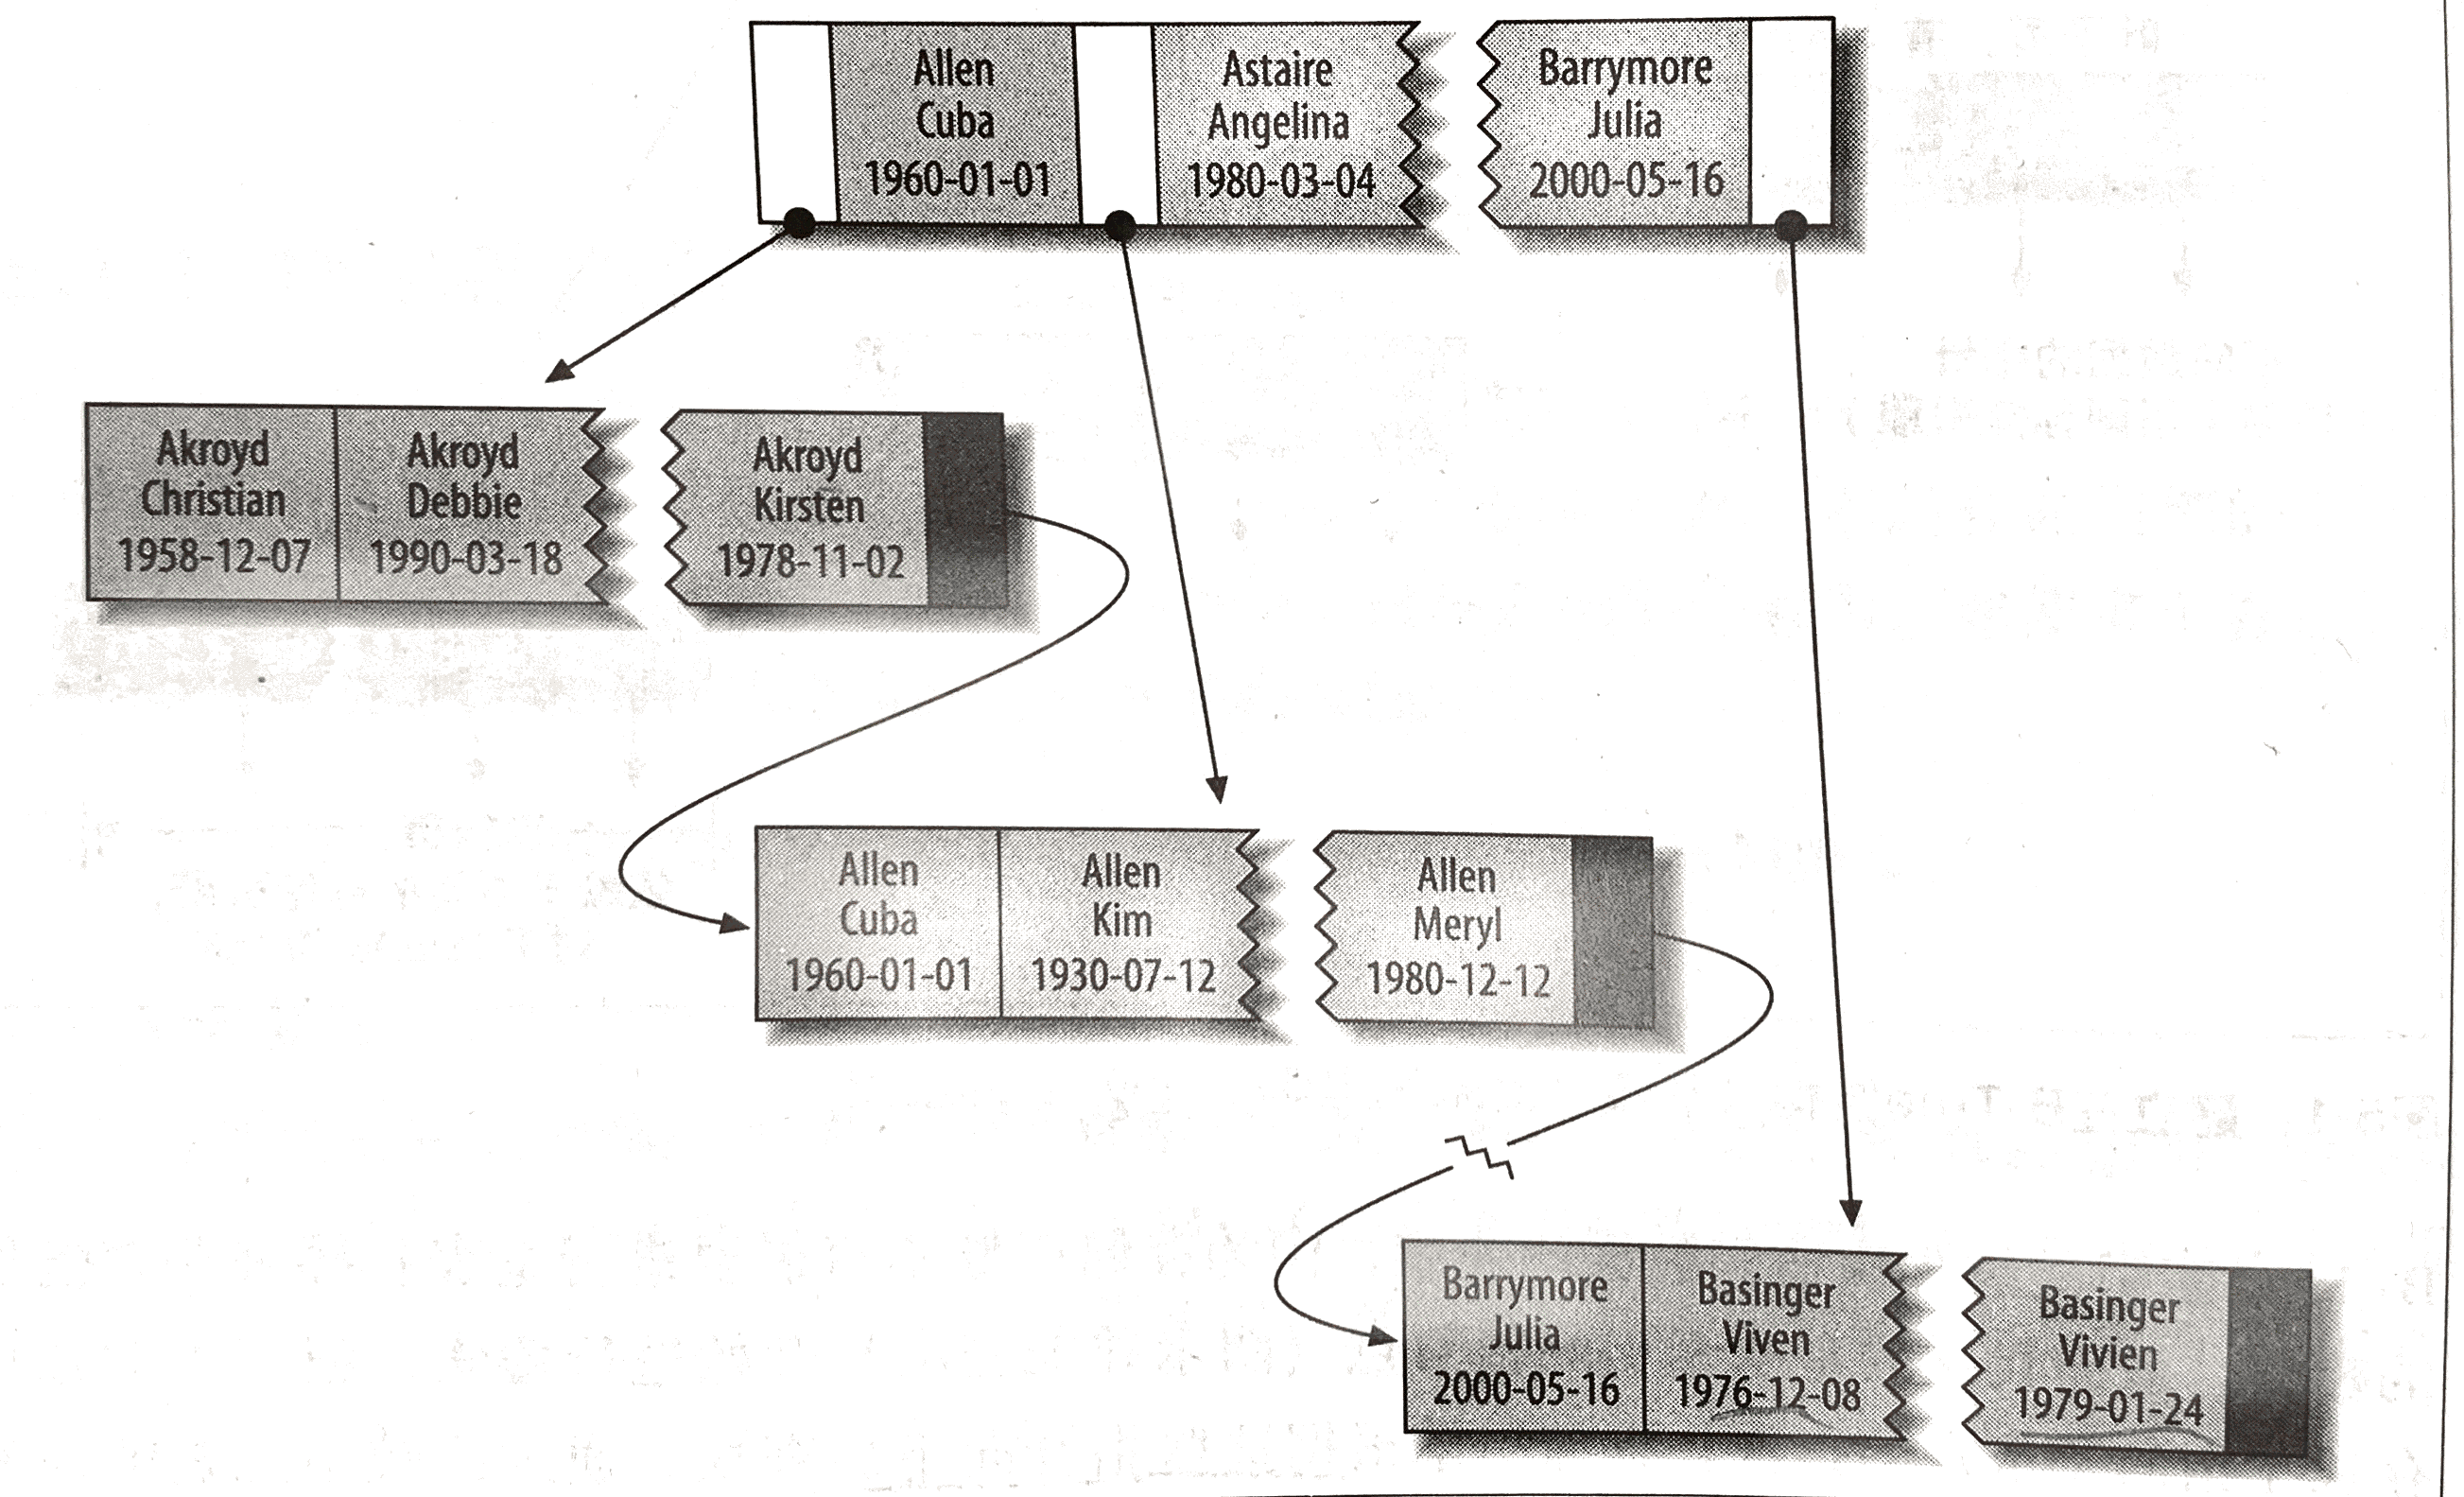 Allen
Cuba
1960-01-01
Astaire
Angelina
1980-03-04
Barrymore
Julia
2000-05-16
Akroyd
Christian
1958-12-07
Akroyd
Debbie
1990-03-18
Akroyd
Kirsten
1978-11-02
Allen
Cuba
1960-01-01
Allen
Kim
1930-07-12
Allen
Meryl
1980-12-12
Barrymore
Julia
2000-05-16
Basinger
Viven
1976-12-08
Basinger
Vivien
1979-01-24